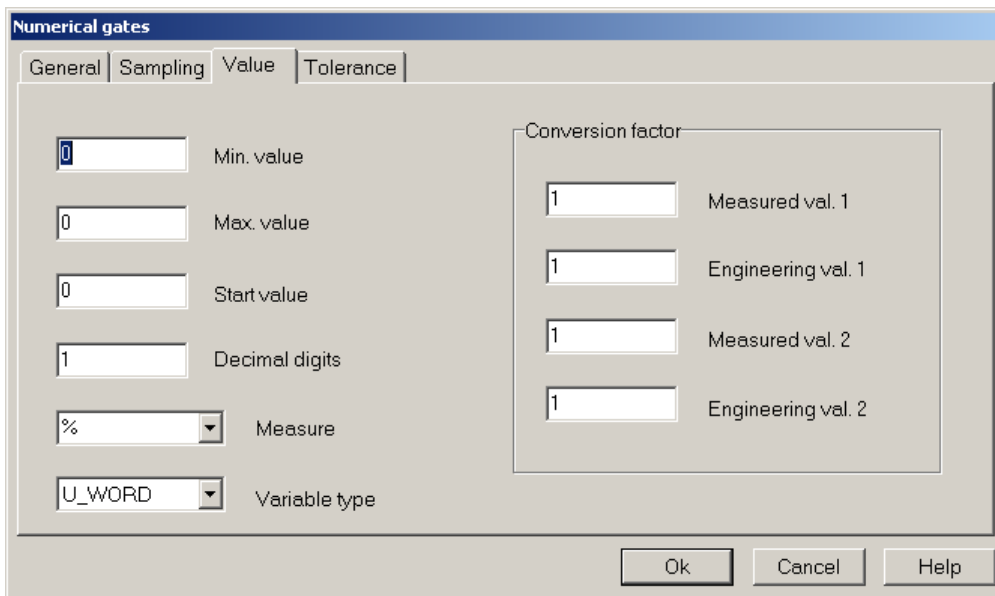 Numerical gates
General Sampling Value Tolerance
0 Min. value
0 Max. value
0 Start value
1 Decimal digits
% Measure
U_WORD Variable type
Conversion factor
1 Measured val. 1
1 Engineering val. 1
1 Measured val. 2
1 Engineering val. 2
Ok Cancel Help